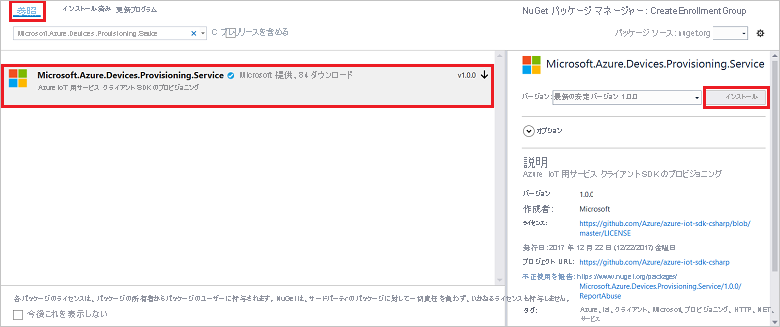 参照 インストール済み 更新プログラム
NuGet パッケージ マネージャー: CreateEnrollmentGroup
Microsoft.Azure.Devices.Provisioning.Service
リリースを含める
パッケージ ソース: nuget.org
Microsoft.Azure.Devices.Provisioning.Service Microsoft 提供、 ダウンロード v1.0.0
Azure IoT 用サービス クライアント SDK のプロビジョニング
Microsoft.Azure.Devices.Provisioning.Service
バージョン: 最新の安定バージョン 1.0.0 インストール
オプション
説明
Azure IoT 用サービス クライアント SDK のプロビジョニング
バージョン 1.0.0
作成者: Microsoft
ライセンス: https://github.com/Azure/azure-iot-sdk-csharp/blob/
master/LICENSE
発行日: 2017 年 12 月 22 日 (12/22/2017) 金曜日
プロジェクト URL: https://github.com/Azure/azure-iot-sdk-csharp
不正使用を報告: https://www.nuget.org/packages/
Microsoft.Azure.Devices.Provisioning.Service/1.0.0/
ReportAbuse
タグ: Azure、IoT、クライアント、Microsoft、プロビジョニング、HTTP、.NET、
サービス
各パッケージのライセンスは、パッケージの所有者からパッケージのユーザーに付与されます。NuGet は、サードパーティのパッケージに対して一切責任を負わず、いかなるライセンスも付与しません。
今後これを表示しない